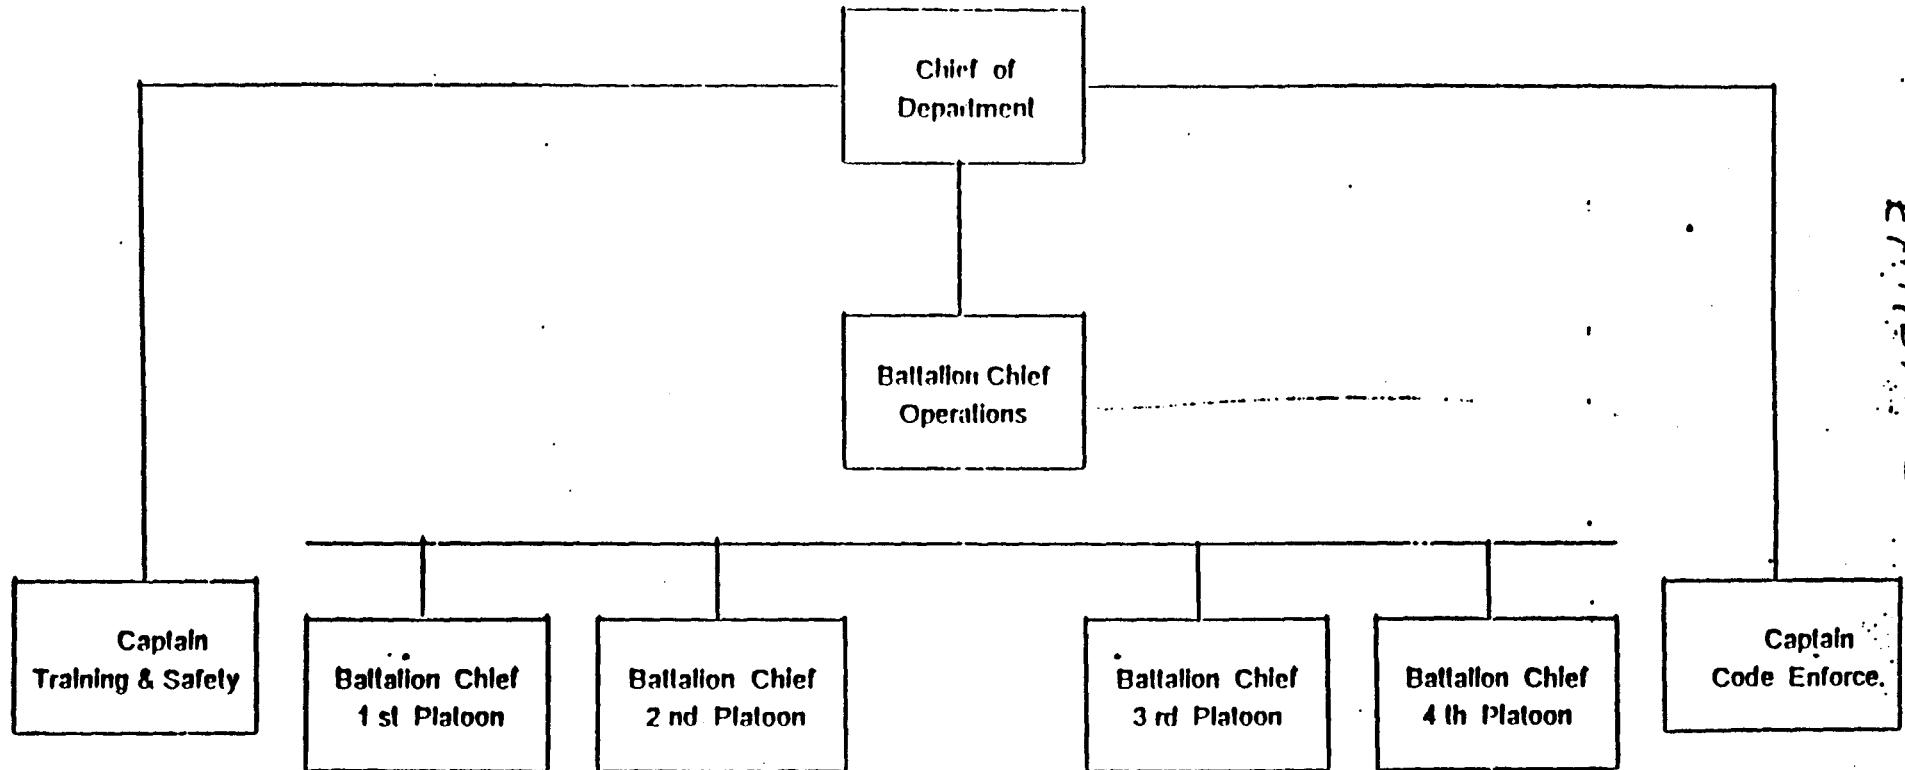 Chief of
Department
Battalion Chief
Operations
Captain
Training & Safety
Battalion Chief
1 st Platoon
Battalion Chief
2 nd Platoon
Battalion Chief
3 rd Platoon
Battalion Chief
4 th Platoon
Captain
Code Enforce.